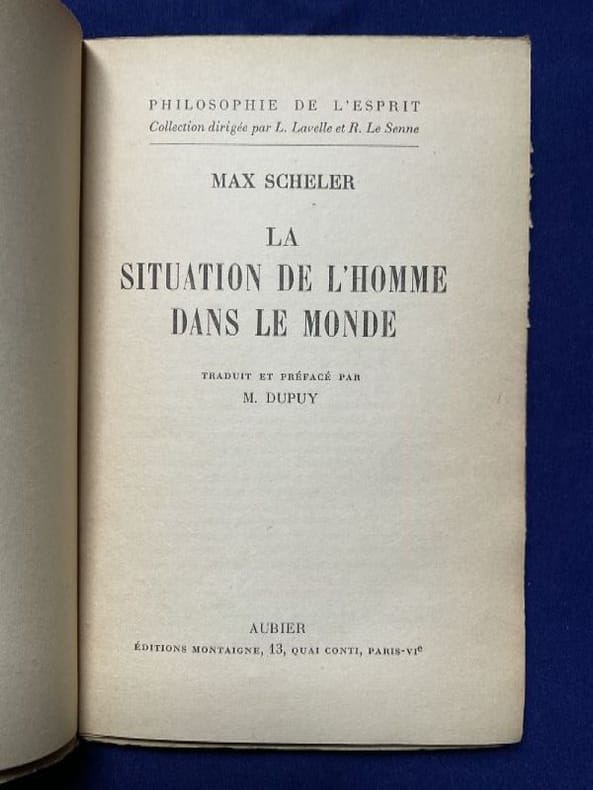 PHILOSOPHIE DE L'ESPRIT
Collection dirigée par L. Lavelle et R. Le Senne
MAX SCHELER
LA
SITUATION DE L'HOMME
DANS LE MONDE
TRADUIT ET PRÉFACÉ PAR
M. DUPUY
AUBIER
ÉDITIONS MONTAIGNE, 13, QUAI CONTI, PARIS-VIe